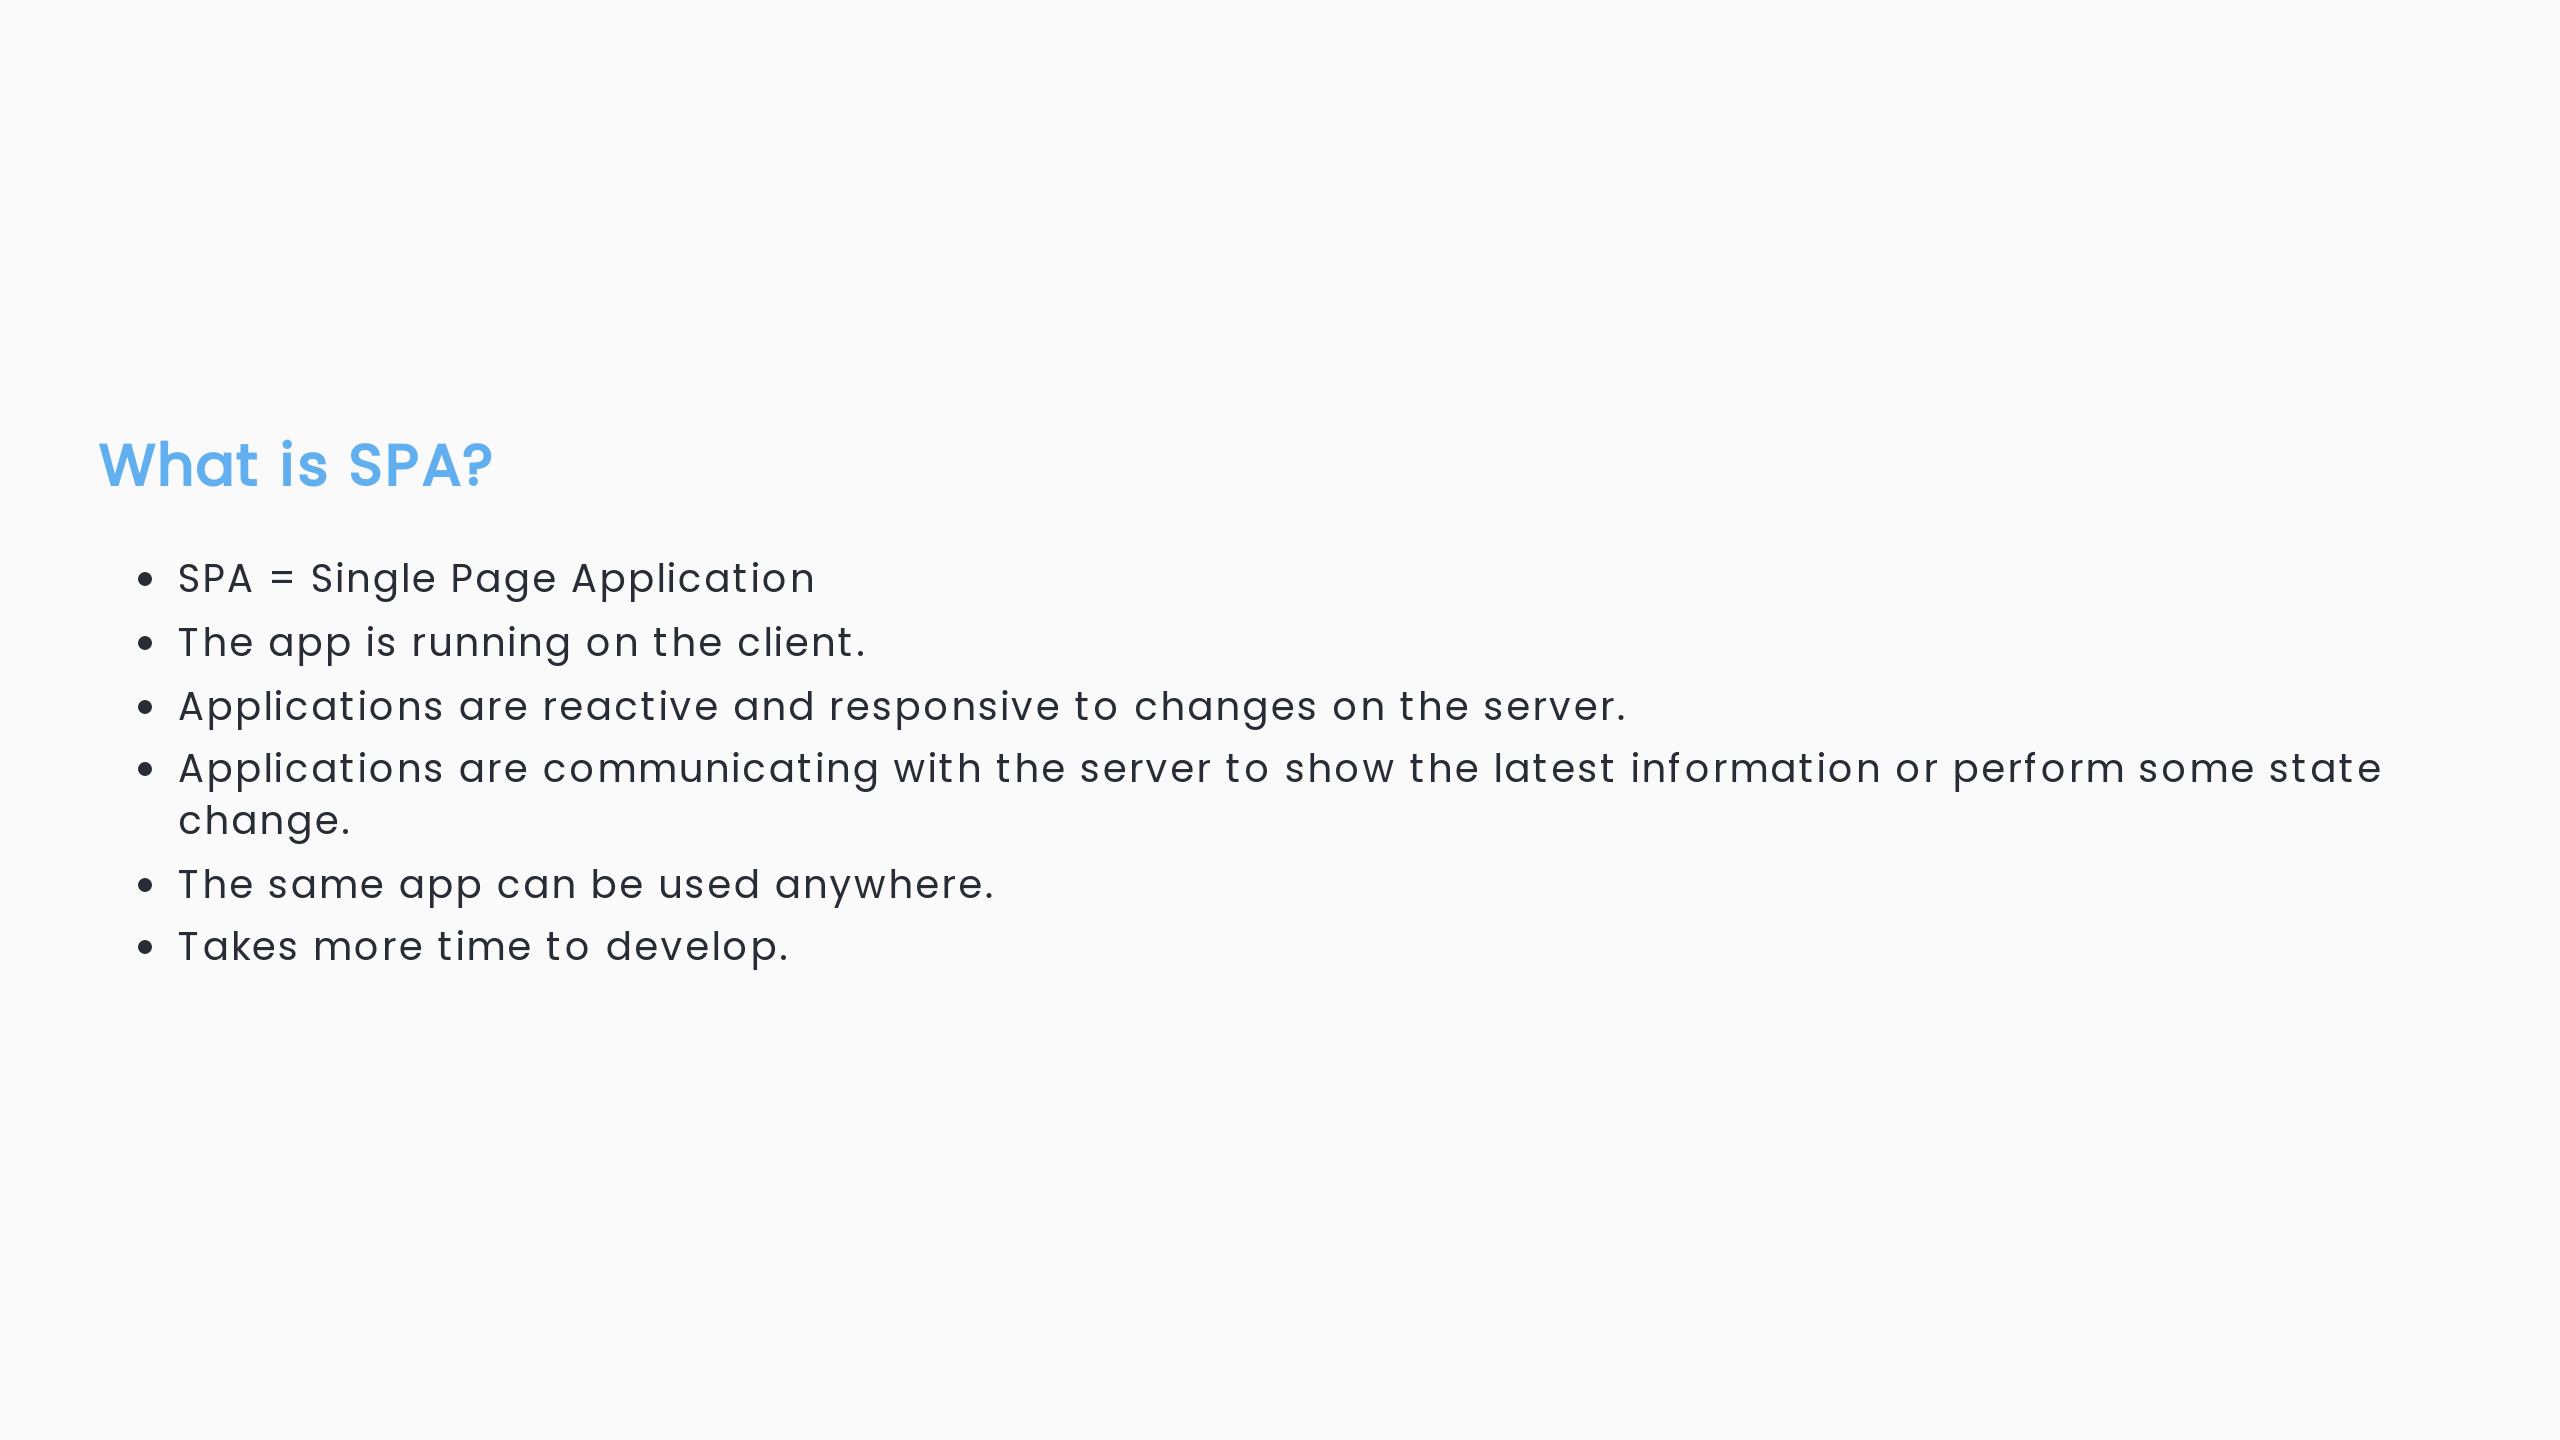 What is SPA?
SPA = Single Page Application
The app is running on the client.
Applications are reactive and responsive to changes on the server.
Applications are communicating with the server to show the latest information or perform some state
change.
The same app can be used anywhere.
Takes more time to develop.